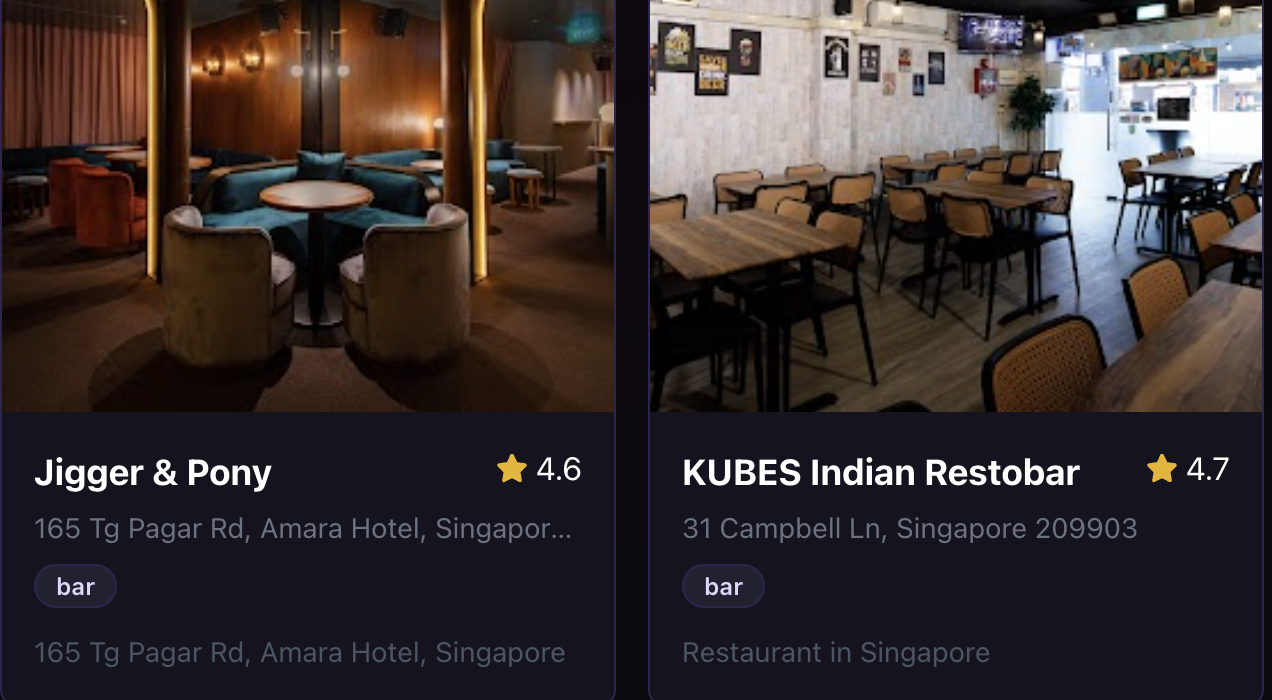 Jigger & Pony
4.6
165 Tg Pagar Rd, Amara Hotel, Singapor...
bar
165 Tg Pagar Rd, Amara Hotel, Singapore
KUBES Indian Restobar
4.7
31 Campbell Ln, Singapore 209903
bar
Restaurant in Singapore